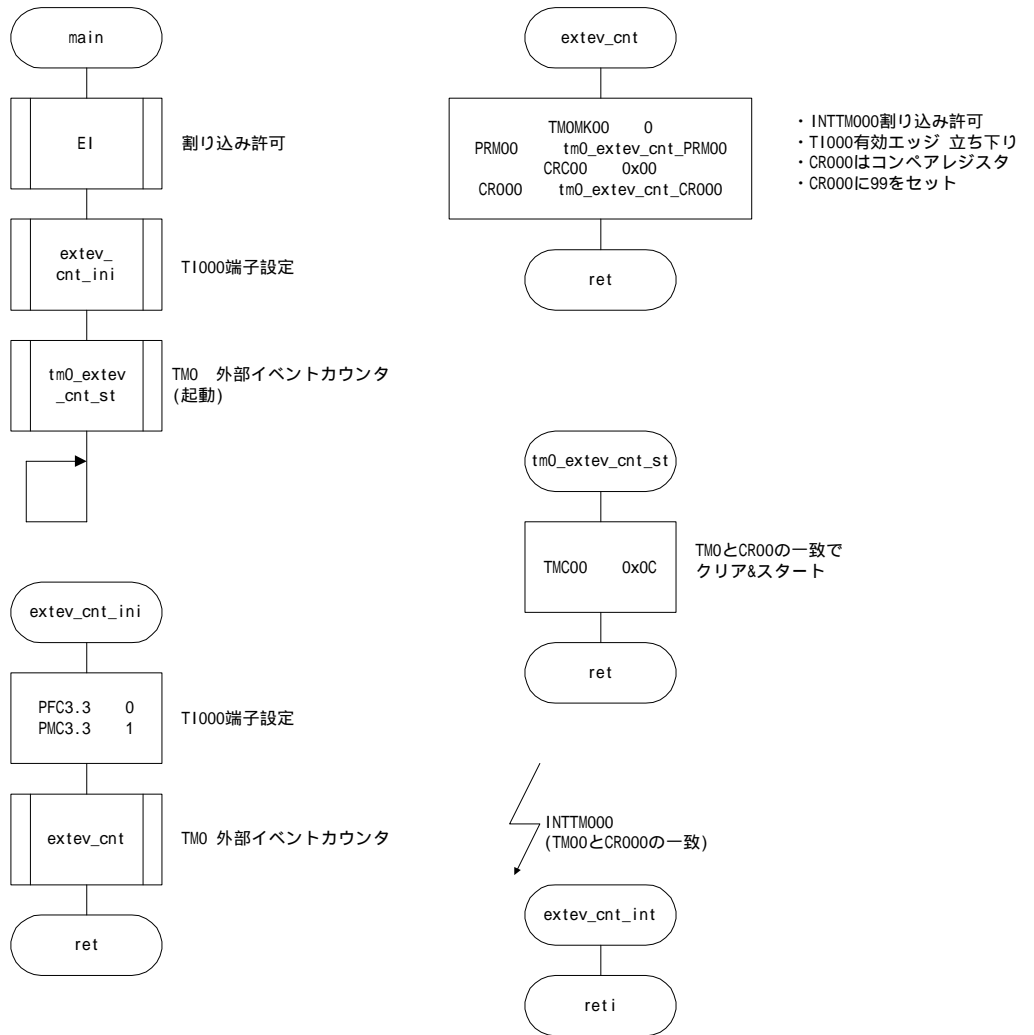 main
EI
割り込み許可
extev_
cnt_ini
TI000端子設定
tm0_extev
_cnt_st
TM0 外部イベントカウンタ
(起動)
extev_cnt_ini
PFC3.3 0
PMC3.3 1
TI000端子設定
extev_cnt
TM0 外部イベントカウンタ
ret
extev_cnt
TM0MK00 0
PRM00 tm0_extev_cnt_PRM00
CRC00 0x00
CR000 tm0_extev_cnt_CR000
・INTTM000割り込み許可
・TI000有効エッジ 立ち下り
・CR000はコンペアレジスタ
・CR000に99をセット
ret
tm0_extev_cnt_st
TMC00 0x0C
TM0とCR00の一致で
クリア&スタート
ret
INTTM000
(TM00とCR000の一致)
extev_cnt_int
reti